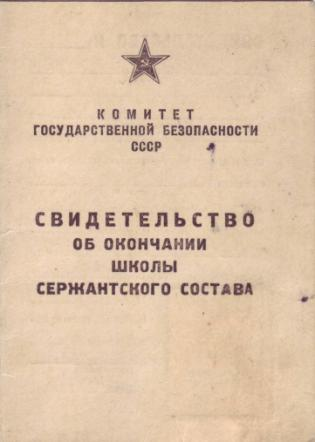 КОМИТЕТ
ГОСУДАРСТВЕННОЙ БЕЗОПАСНОСТИ
СССР
СВИДЕТЕЛЬСТВО
ОБ ОКОНЧАНИИ
ШКОЛЫ
СЕРЖАНТСКОГО СОСТАВА